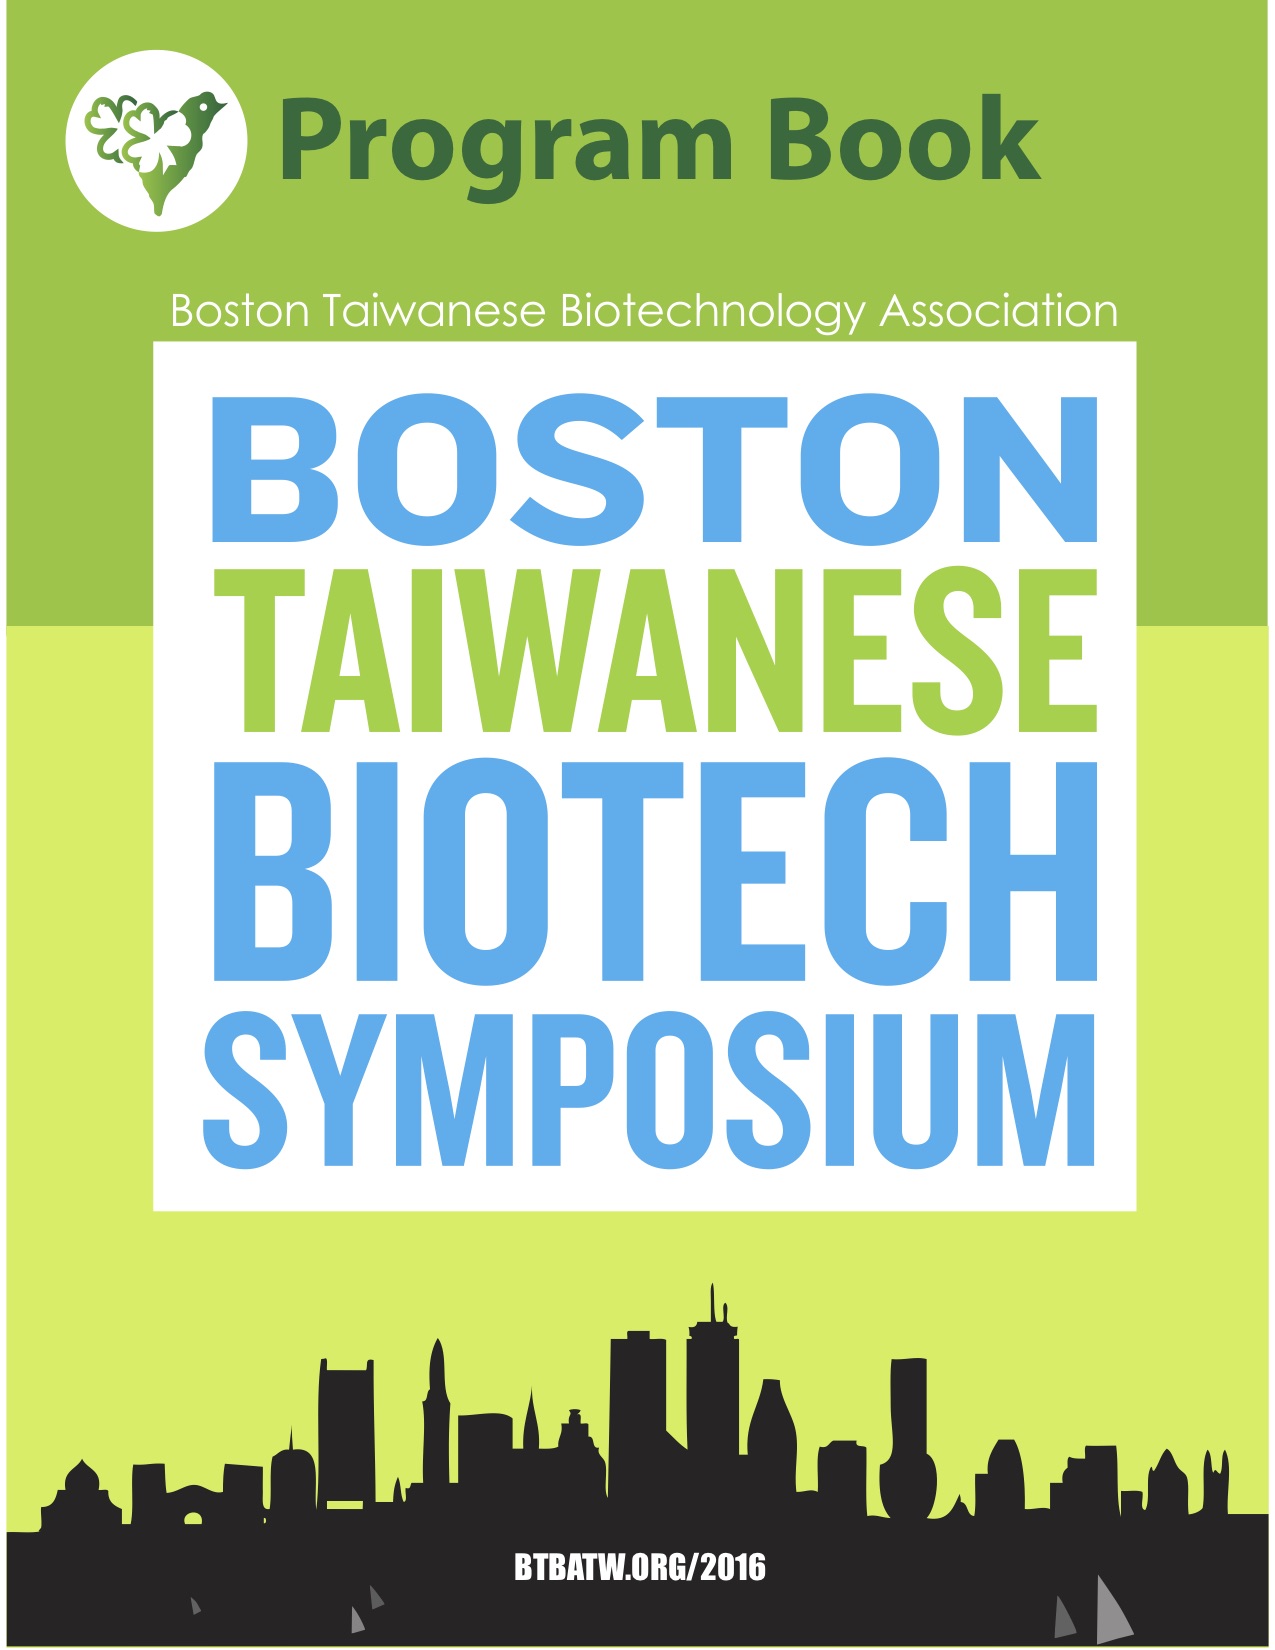 Program Book
Boston Taiwanese Biotechnology Association
BOSTON
TAIWANESE
BIOTECH
SYMPOSIUM
BTBATW.ORG/2016